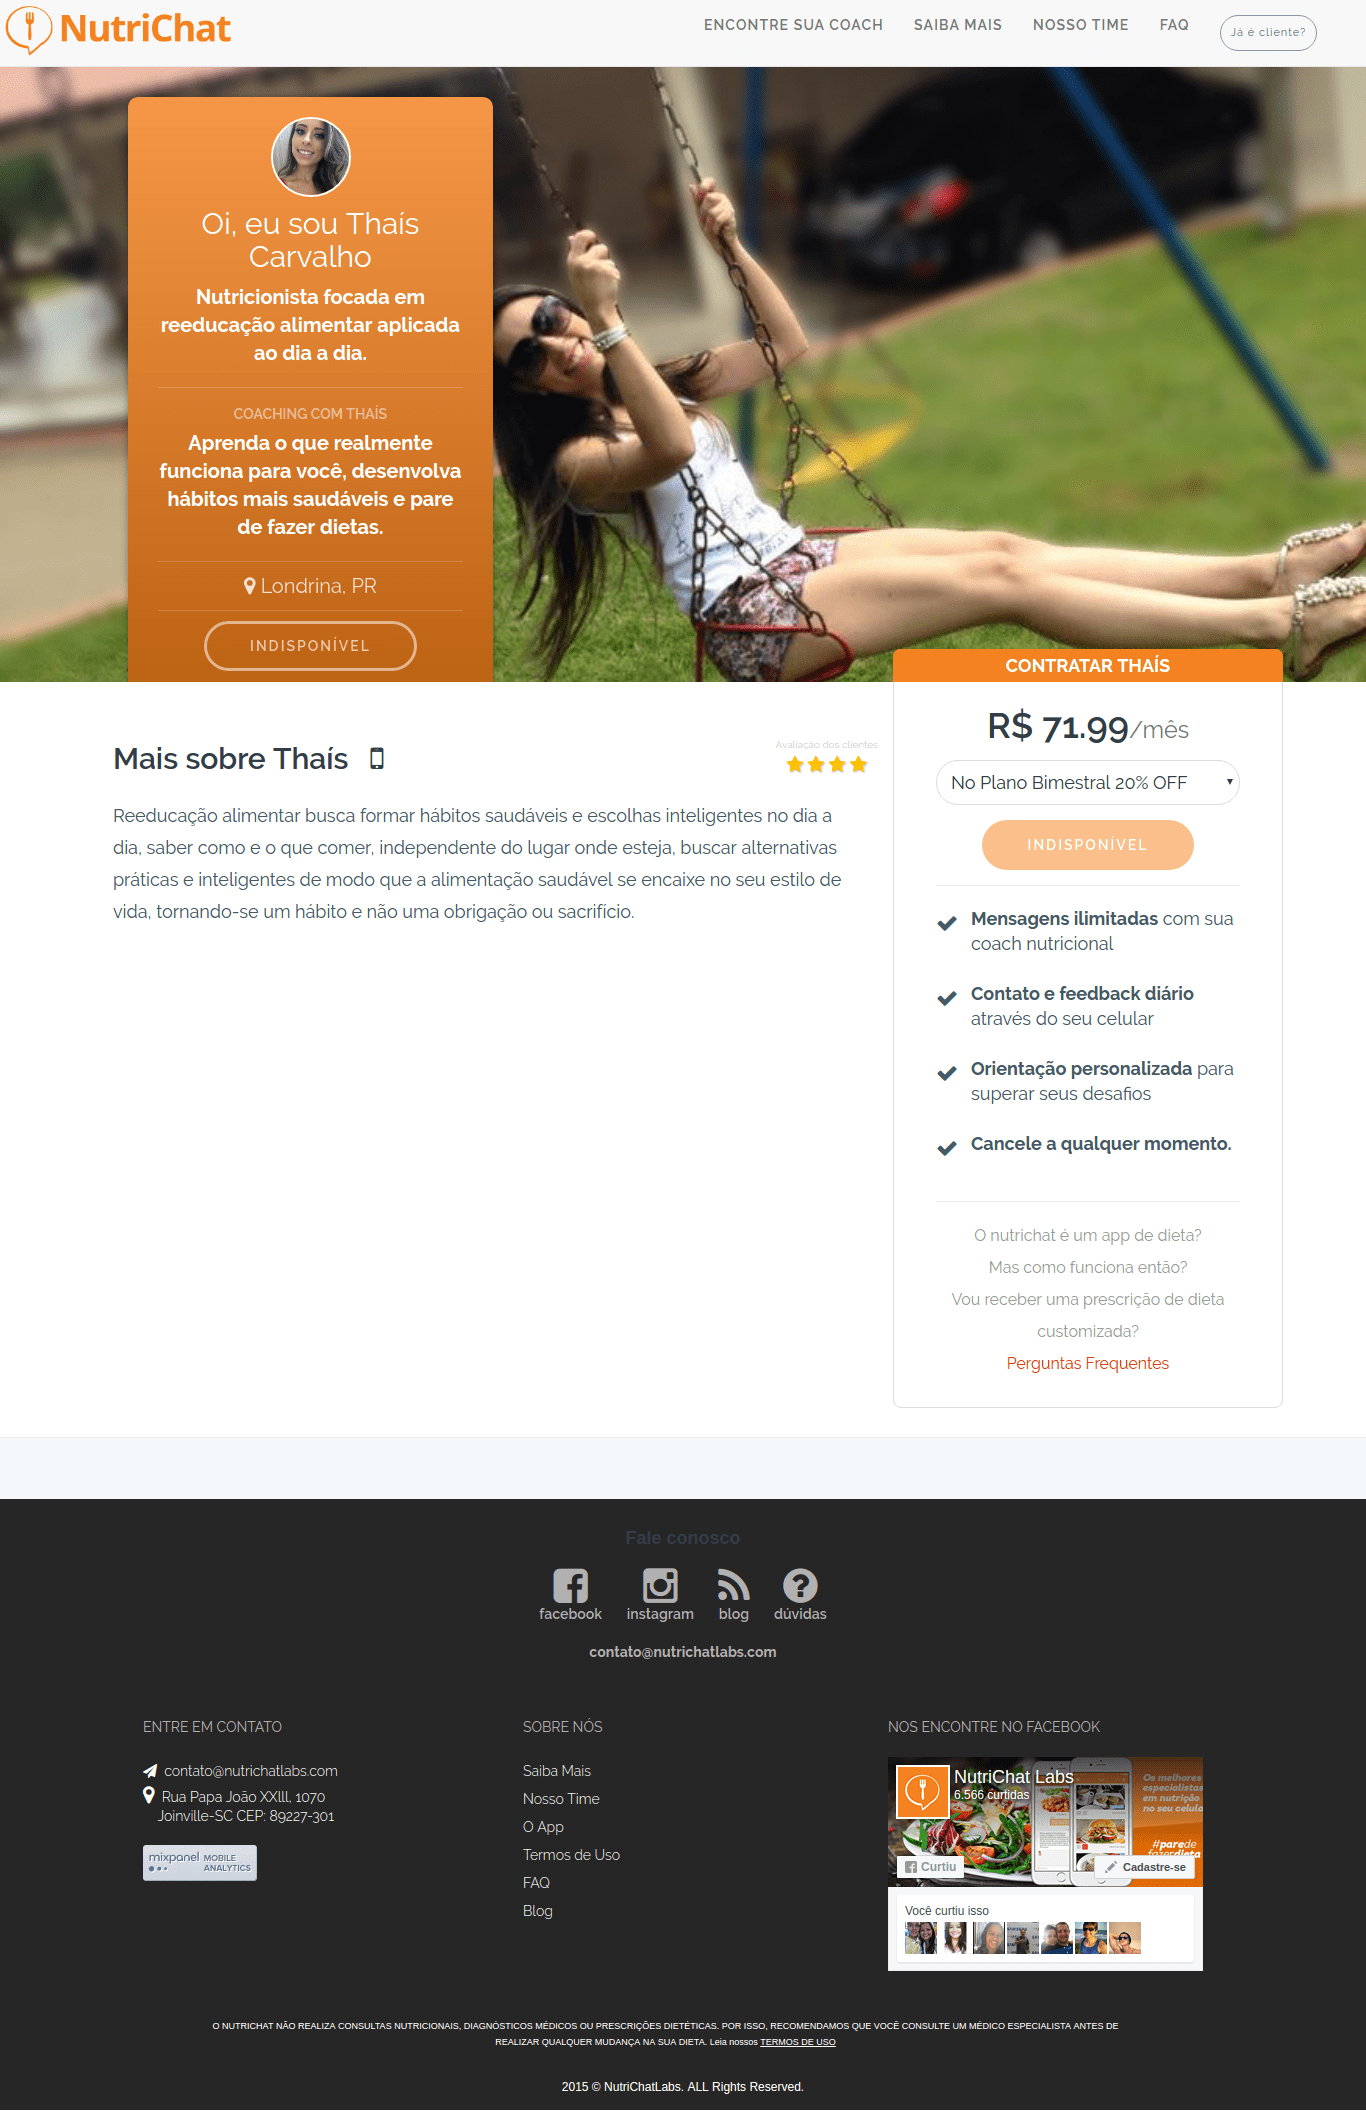 NutriChat
ENCONTRE SUA COACH
SAIBA MAIS
NOSSO TIME
FAQ
Já é cliente?
Oi, eu sou Thaís
Carvalho
Nutricionista focada em
reeducação alimentar aplicada
ao dia a dia.
COACHING COM THAÍS
Aprenda o que realmente
funciona para você, desenvolva
hábitos mais saudáveis e pare
de fazer dietas.
Londrina, PR
INDISPONÍVEL
CONTRATAR THAÍS
R$ 71.99/mês
No Plano Bimestral 20% OFF
INDISPONÍVEL
Mensagens ilimitadas com sua
coach nutricional
Contato e feedback diário
através do seu celular
Orientação personalizada para
superar seus desafios
Cancele a qualquer momento.
O nutrichat é um app de dieta?
Mas como funciona então?
Vou receber uma prescrição de dieta
customizada?
Perguntas Frequentes
Mais sobre Thaís
Avaliação dos clientes
Reeducação alimentar busca formar hábitos saudáveis e escolhas inteligentes no dia a
dia, saber como e o que comer, independente do lugar onde esteja, buscar alternativas
práticas e inteligentes de modo que a alimentação saudável se encaixe no seu estilo de
vida, tornando-se um hábito e não uma obrigação ou sacrifício.
Fale conosco
facebook
instagram
blog
dúvidas
contato@nutrichatlabs.com
ENTRE EM CONTATO
contato@nutrichatlabs.com
Rua Papa João XXlll, 1070
Joinville-SC CEP: 89227-301
mixpanel MOBILE
ANALYTICS
SOBRE NÓS
Saiba Mais
Nosso Time
O App
Termos de Uso
FAQ
Blog
NOS ENCONTRE NO FACEBOOK
NutriChat Labs
6.566 curtidas
Os melhores
especialistas
em nutrição
no seu celula
#parede
fazerdieta
Curtiu
Cadastre-se
Você curtiu isso
O NUTRICHAT NÃO REALIZA CONSULTAS NUTRICIONAIS, DIAGNÓSTICOS MÉDICOS OU PRESCRIÇÕES DIETÉTICAS. POR ISSO, RECOMENDAMOS QUE VOCÊ CONSULTE UM MÉDICO ESPECIALISTA ANTES DE
REALIZAR QUALQUER MUDANÇA NA SUA DIETA. Leia nossos TERMOS DE USO
2015 © NutriChatLabs. ALL Rights Reserved.